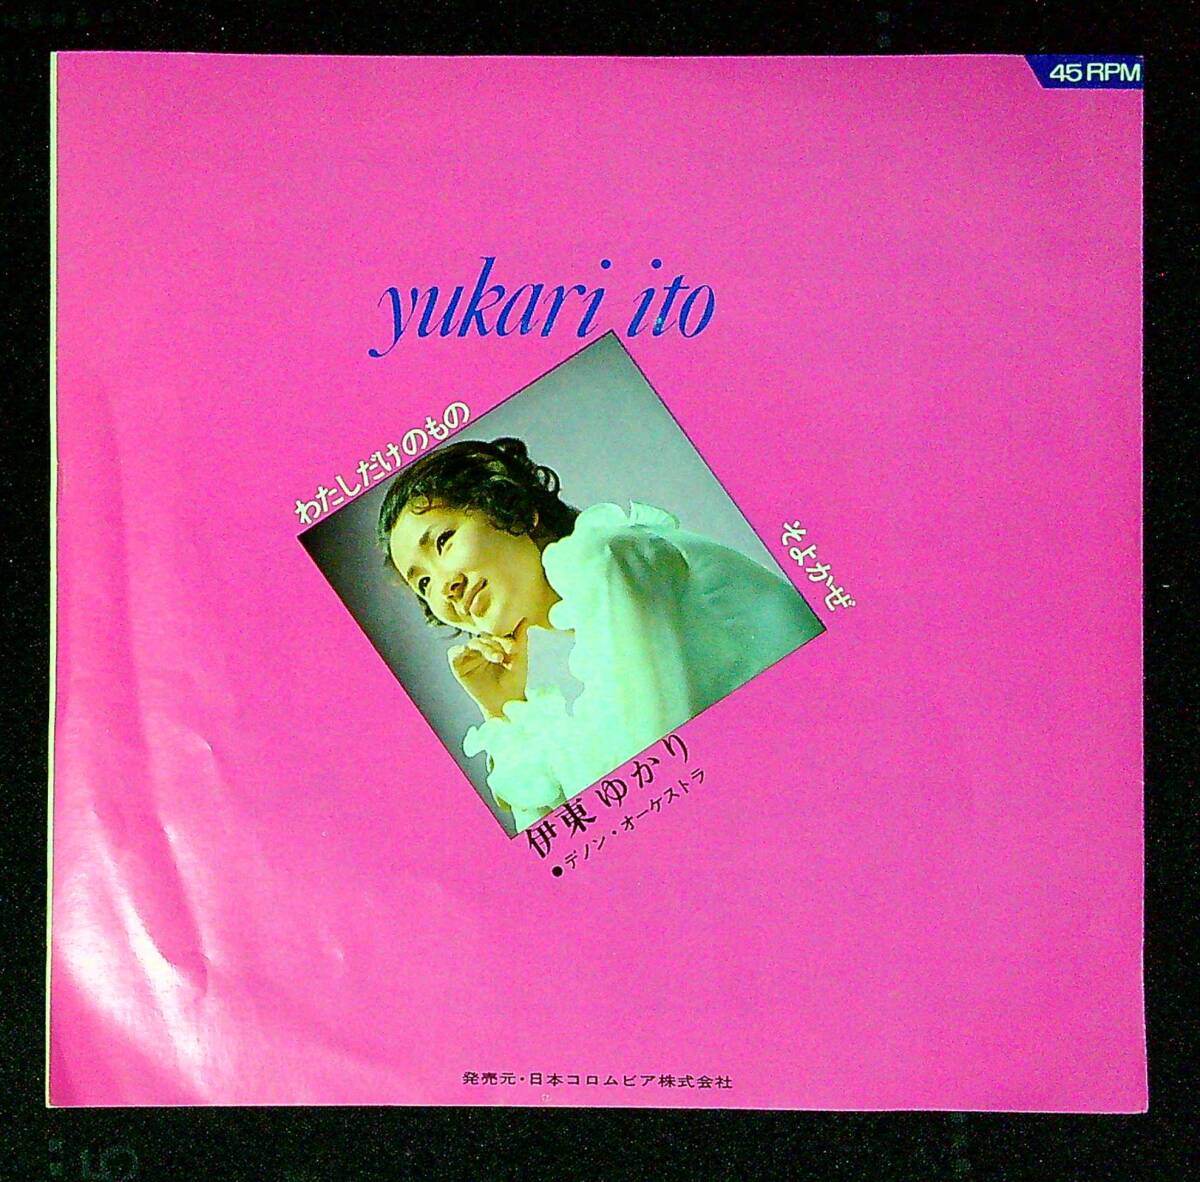 45 RPM
yukari ito
わたしだけのもの
そよかぜ
伊東ゆかり
●デノン・オーケストラ
発売元・日本コロムビア株式会社